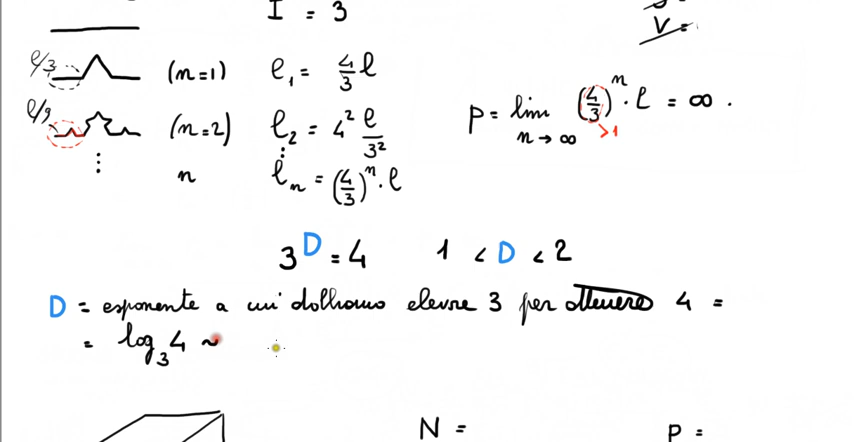 I = 3
V =
l/3 (n=1) l₁ = 4/3 l
l/9 (n=2) l₂ = 4² l/3²
p = lim n→∞ (4/3)ⁿ · l = ∞ .
>1
⋮ n ⋮ lₙ = (4/3)ⁿ · l
3^D = 4 1 < D < 2
D = esponente a cui dobbiamo elevare 3 per ottenere 4 =
= log₃4 ~
N = p =